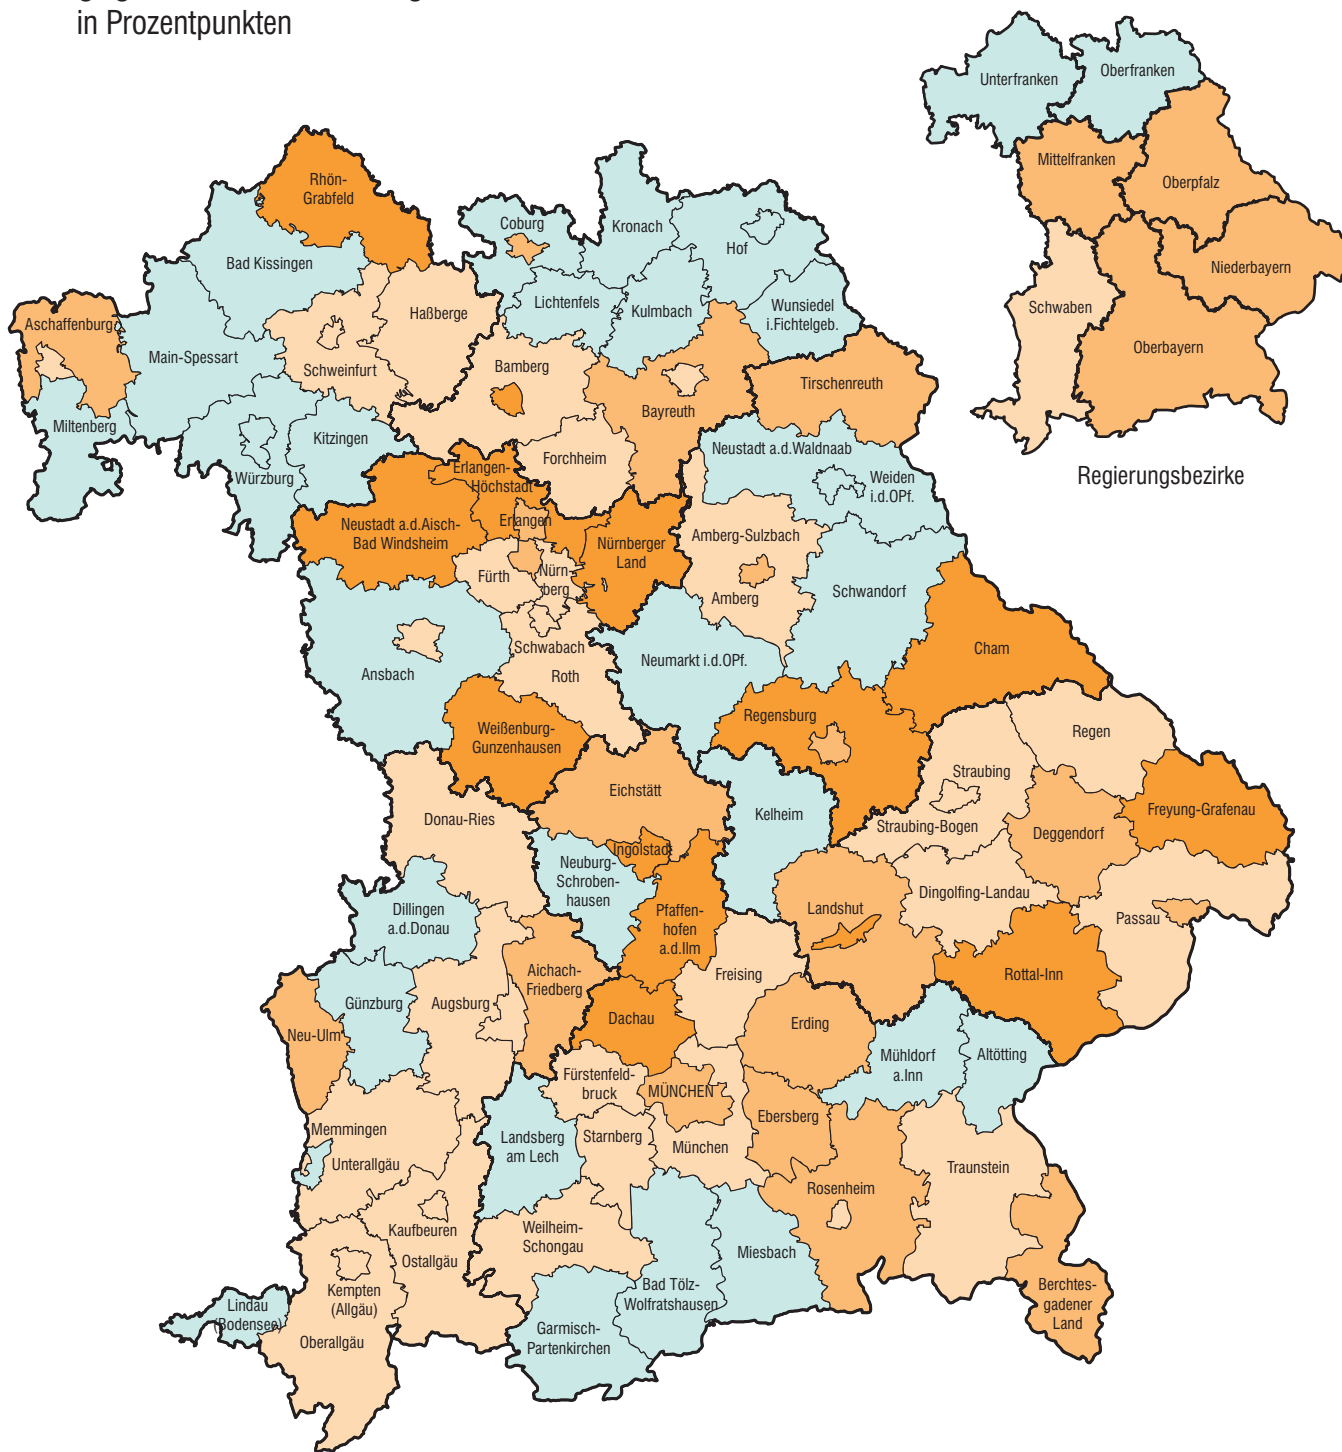 in Prozentpunkten
Unterfranken
Oberfranken
Mittelfranken
Oberpfalz
Niederbayern
Schwaben
Oberbayern
Regierungsbezirke
Rhön-
Grabfeld
Coburg
Kronach
Hof
Bad Kissingen
Lichtenfels
Kulmbach
Wunsiedel
i.Fichtelgeb.
Haßberge
Aschaffenburg
Main-Spessart
Schweinfurt
Bamberg
Bayreuth
Tirschenreuth
Miltenberg
Kitzingen
Würzburg
Forchheim
Neustadt a.d.Waldnaab
Weiden
i.d.OPf.
Erlangen-
Höchstadt
Erlangen
Neustadt a.d.Aisch-
Bad Windsheim
Nürnberger
Land
Amberg-Sulzbach
Amberg
Fürth
Nürn-
berg
Schwandorf
Schwabach
Roth
Ansbach
Neumarkt i.d.OPf.
Cham
Weißenburg-
Gunzenhausen
Regensburg
Regen
Straubing
Eichstätt
Kelheim
Straubing-Bogen
Deggendorf
Freyung-Grafenau
Donau-Ries
Ingolstadt
Neuburg-
Schroben-
hausen
Dillingen
a.d.Donau
Pfaffen-
hofen
a.d.Ilm
Landshut
Dingolfing-Landau
Passau
Rottal-Inn
Aichach-
Friedberg
Freising
Günzburg
Augsburg
Neu-Ulm
Dachau
Erding
Mühldorf
a.Inn
Altötting
Fürstenfeld-
bruck
MÜNCHEN
Ebersberg
Memmingen
Unterallgäu
Landsberg
am Lech
Starnberg
München
Traunstein
Rosenheim
Kaufbeuren
Ostallgäu
Weilheim-
Schongau
Miesbach
Bad Tölz-
Wolfratshausen
Berchtes-
gadener
Land
Lindau
(Bodensee)
Kempten
(Allgäu)
Oberallgäu
Garmisch-
Partenkirchen